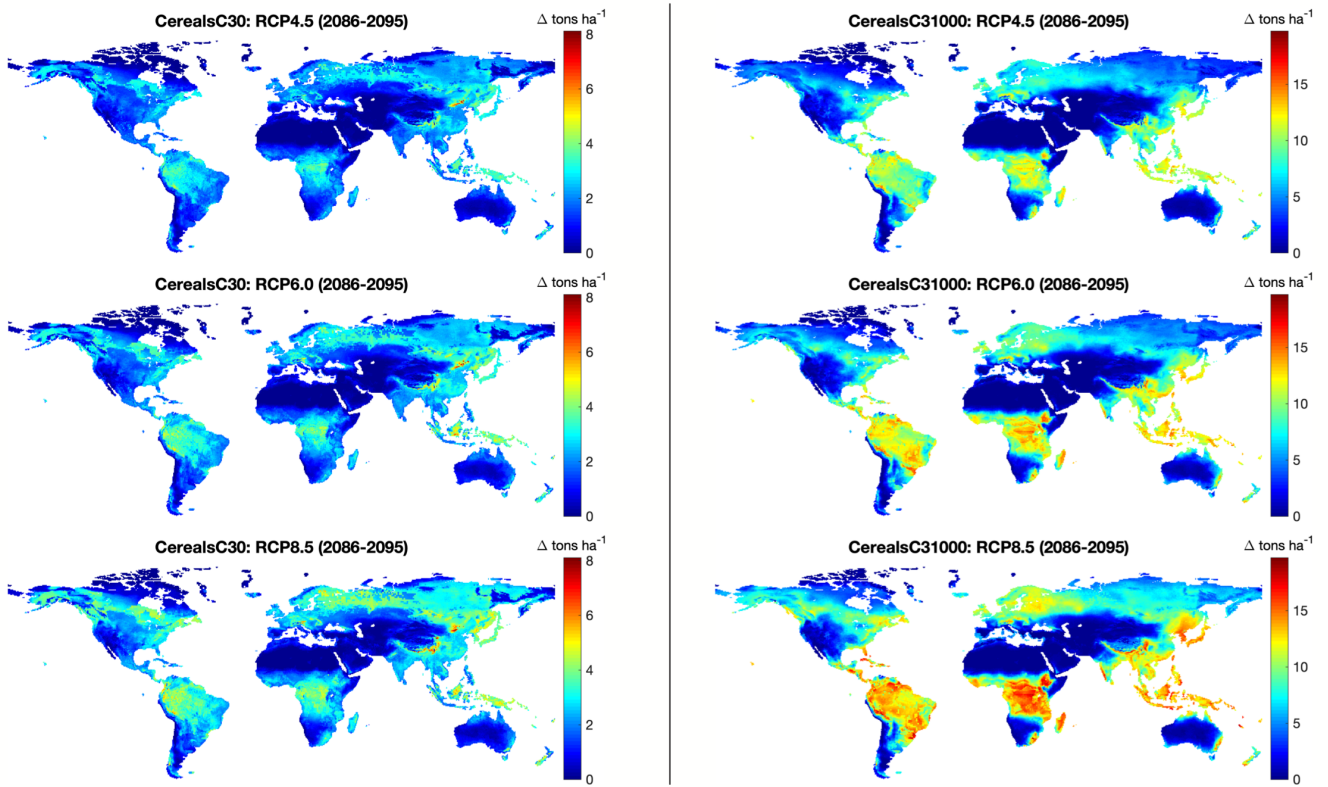 CerealsC30: RCP4.5 (2086-2095)
Δ tons ha⁻¹
8
6
4
2
0
CerealsC31000: RCP4.5 (2086-2095)
Δ tons ha⁻¹
15
10
5
0
CerealsC30: RCP6.0 (2086-2095)
Δ tons ha⁻¹
8
6
4
2
0
CerealsC31000: RCP6.0 (2086-2095)
Δ tons ha⁻¹
15
10
5
0
CerealsC30: RCP8.5 (2086-2095)
Δ tons ha⁻¹
8
6
4
2
0
CerealsC31000: RCP8.5 (2086-2095)
Δ tons ha⁻¹
15
10
5
0